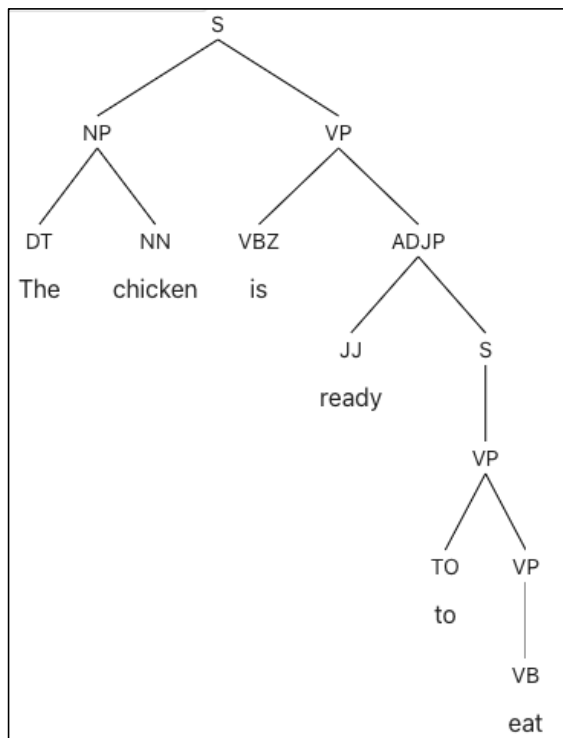 S
NP VP
DT NN VBZ ADJP
The chicken is
JJ S
ready
VP
TO VP
to
VB
eat